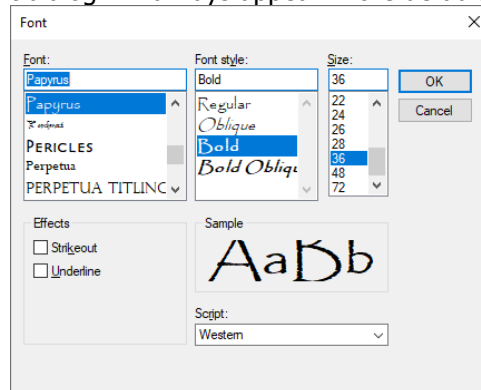 Font
Font: Font style: Size:
Papyrus Bold 36
Papyrus Regular 22
Oblique 24
PERICLES Bold 26
Perpetua Bold Obliqu 28
PERPETUA TITLING 36
48
72
OK
Cancel
Effects
Strikeout
Underline
Sample
AaBb
Script:
Western